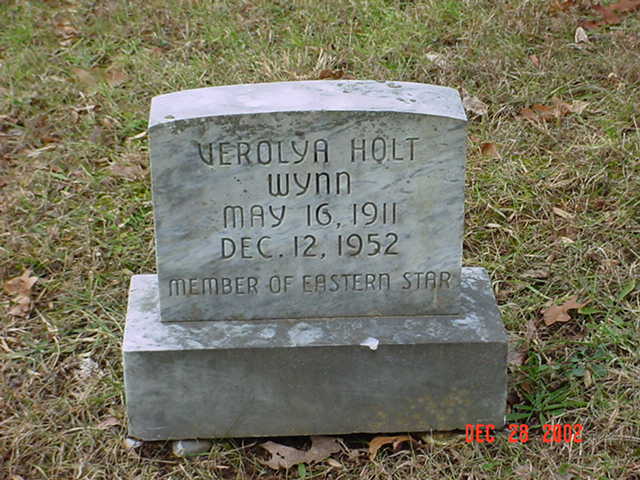 VEROLYA HOLT
WYNN
MAY 16, 1911
DEC. 12, 1952
MEMBER OF EASTERN STAR
DEC 28 2002